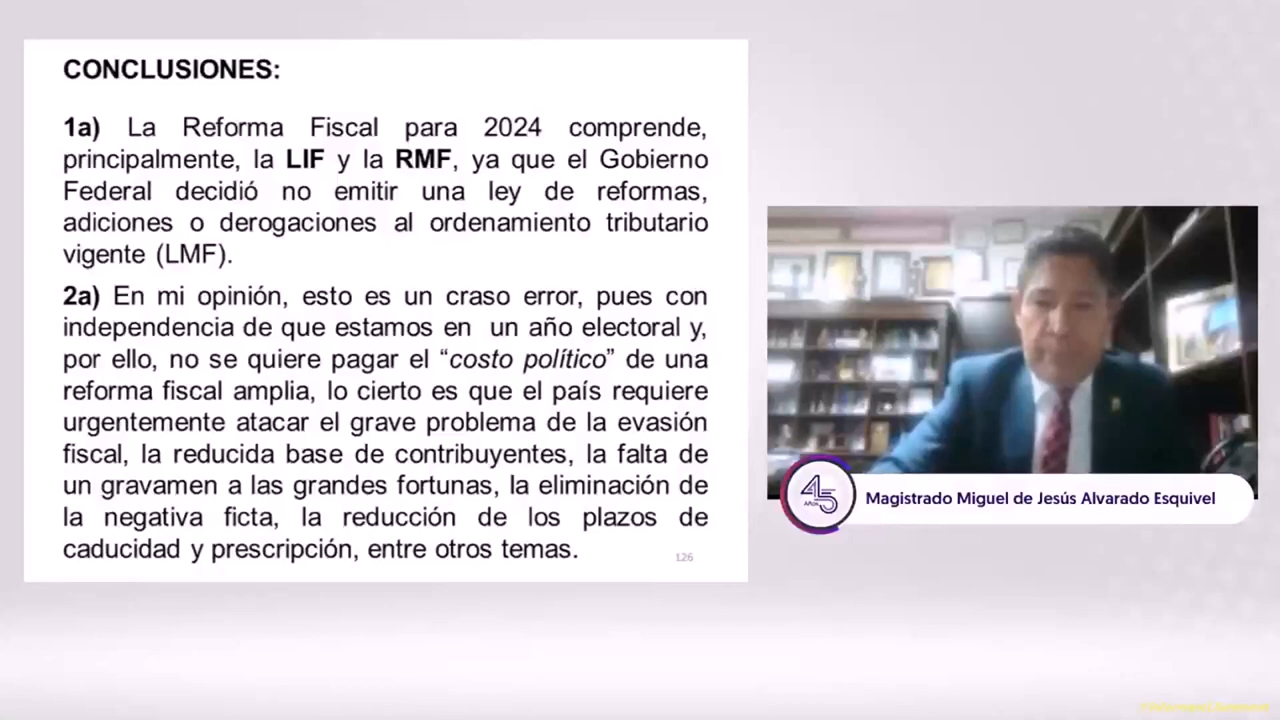 CONCLUSIONES:
1a) La Reforma Fiscal para 2024 comprende,
principalmente, la LIF y la RMF, ya que el Gobierno
Federal decidió no emitir una ley de reformas,
adiciones o derogaciones al ordenamiento tributario
vigente (LMF).
2a) En mi opinión, esto es un craso error, pues con
independencia de que estamos en un año electoral y,
por ello, no se quiere pagar el “costo político” de una
reforma fiscal amplia, lo cierto es que el país requiere
urgentemente atacar el grave problema de la evasión
fiscal, la reducida base de contribuyentes, la falta de
un gravamen a las grandes fortunas, la eliminación de
la negativa ficta, la reducción de los plazos de
caducidad y prescripción, entre otros temas.
126
45
AÑOS
Magistrado Miguel de Jesús Alvarado Esquivel